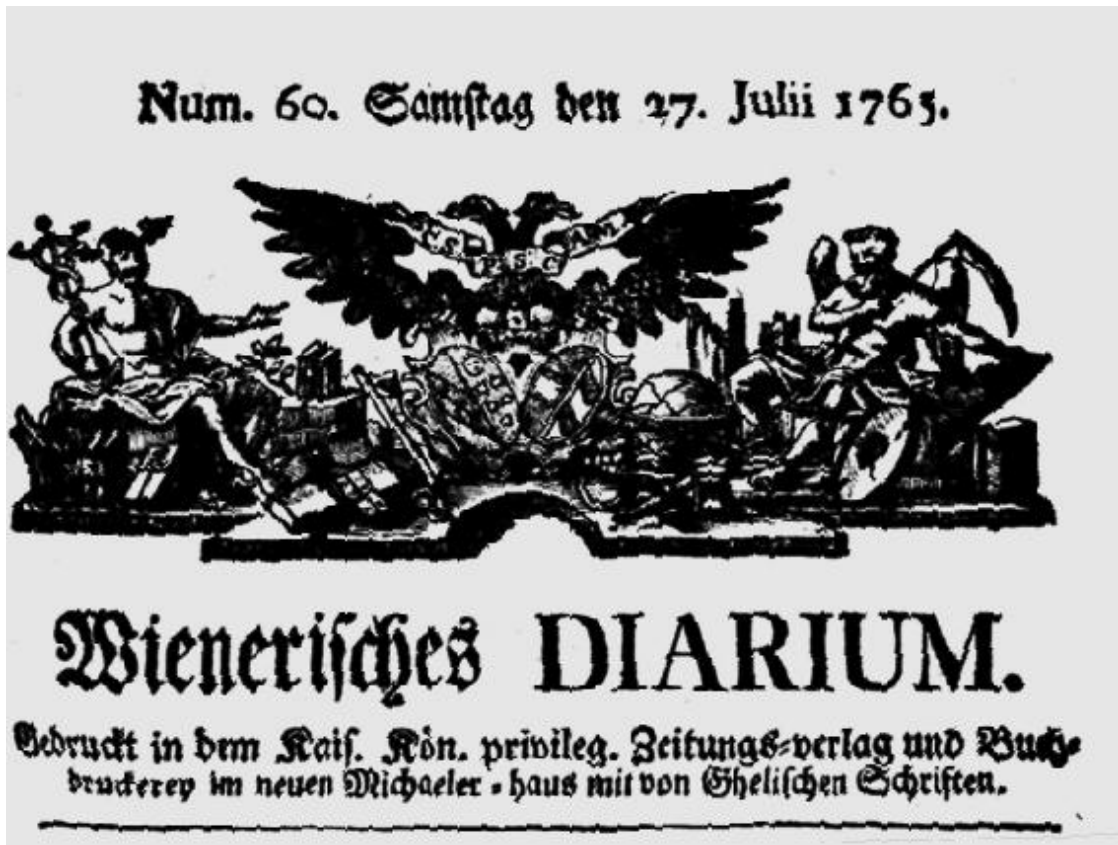 Num. 60. Samſtag den 27. Julii 1765.
Wieneriſches DIARIUM.
Gedruckt in dem Kaiſ. Kön. privileg. Zeitungs-verlag und Buch-
druckerey im neuen Michaeler-haus mit von Ghelifchen Schriften.